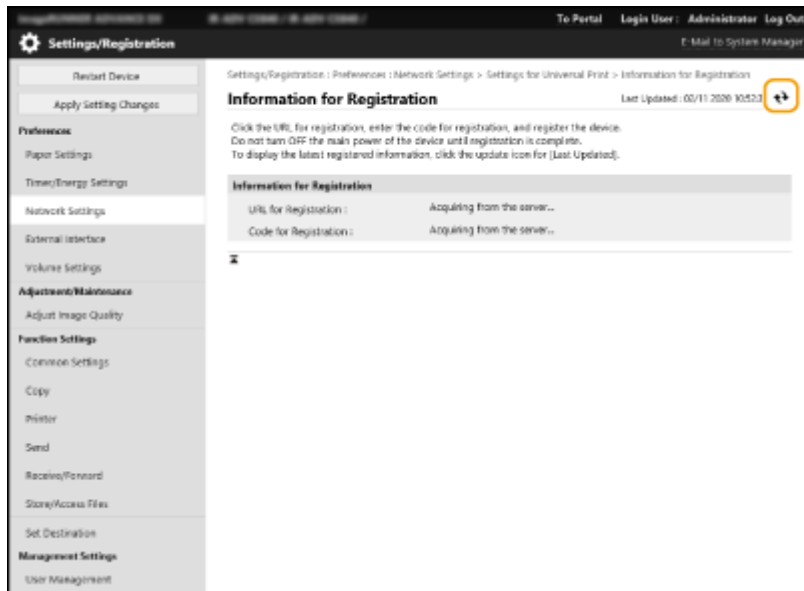 To Portal Login User : Administrator Log Out
Settings/Registration
E-Mail to System Manager
Restart Device
Apply Setting Changes
Preferences
Paper Settings
Timer/Energy Settings
Network Settings
External Interface
Volume Settings
Adjustment/Maintenance
Adjust Image Quality
Function Settings
Common Settings
Copy
Printer
Send
Receive/Forward
Store/Access Files
Set Destination
Management Settings
User Management
Settings/Registration : Preferences : Network Settings > Settings for Universal Print > Information for Registration
Information for Registration
Last Updated : 02/11 2020 10:52:3
Click the URL for registration, enter the code for registration, and register the device.
Do not turn OFF the main power of the device until registration is complete.
To display the latest registered information, click the update icon for [Last Updated].
Information for Registration
URL for Registration : Acquiring from the server...
Code for Registration : Acquiring from the server...